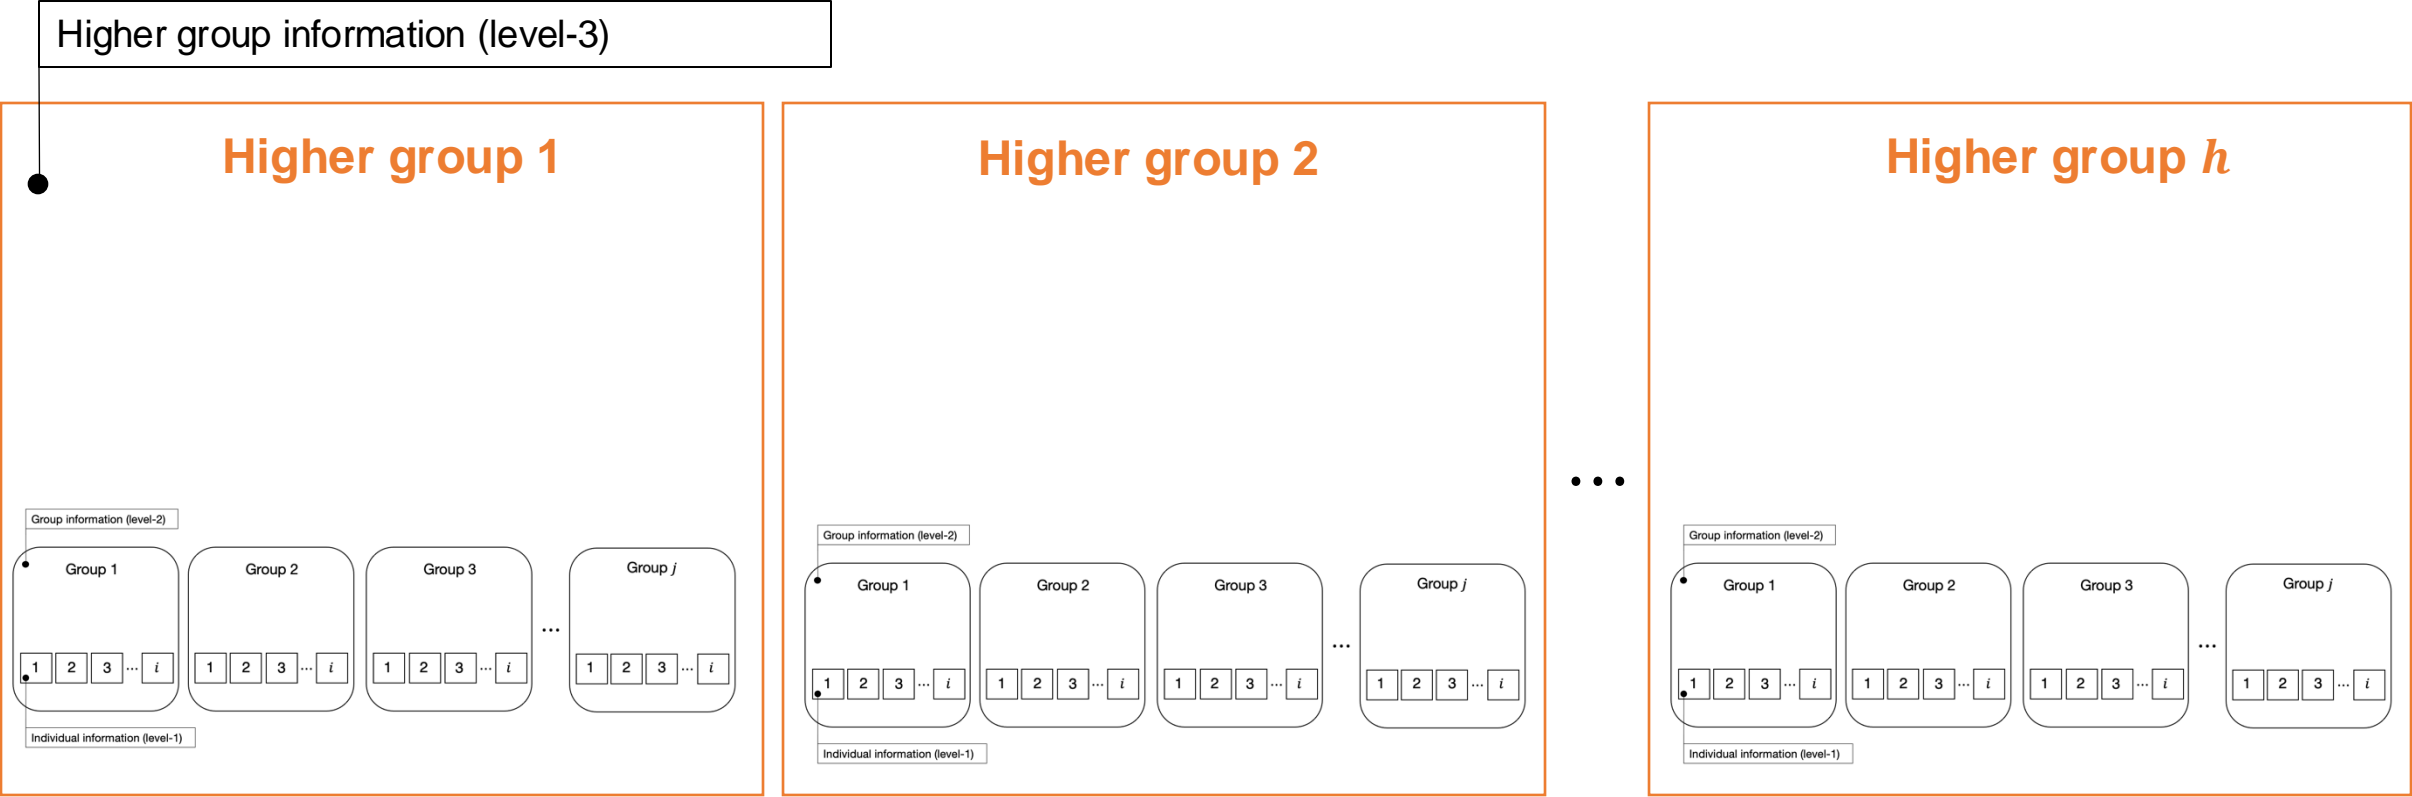 Higher group information (level-3)
Higher group 1
Group information (level-2)
Group 1 Group 2 Group 3 Group j
...
1 2 3 ... i 1 2 3 ... i 1 2 3 ... i 1 2 3 ... i
Individual information (level-1)
Higher group 2
Group information (level-2)
Group 1 Group 2 Group 3 Group j
...
1 2 3 ... i 1 2 3 ... i 1 2 3 ... i 1 2 3 ... i
Individual information (level-1)
...
Higher group h
Group information (level-2)
Group 1 Group 2 Group 3 Group j
...
1 2 3 ... i 1 2 3 ... i 1 2 3 ... i 1 2 3 ... i
Individual information (level-1)